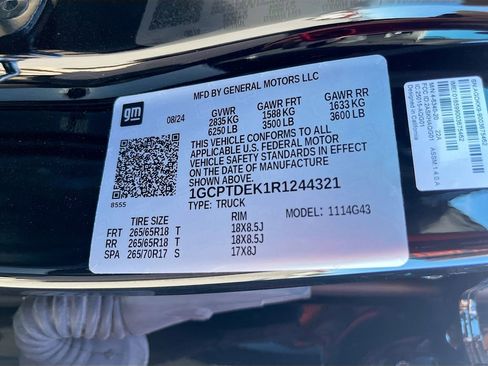 MFD BY GENERAL MOTORS LLC
gm
08/24
GVWR GAWR FRT GAWR RR
2835 KG 1588 KG 1633 KG
6250 LB 3500 LB 3600 LB
THIS VEHICLE CONFORMS TO ALL
APPLICABLE U.S. FEDERAL MOTOR
VEHICLE SAFETY STANDARDS IN EFFECT
ON THE DATE OF MANUFACTURE
SHOWN ABOVE.
8555
1GCPTDEK1R1244321
TYPE: TRUCK
MODEL: 1114G43
TIRE SIZE RIM
FRT 265/65R18 T 18X8.5J
RR 265/65R18 T 18X8.5J
SPA 265/70R17 S 17X8J